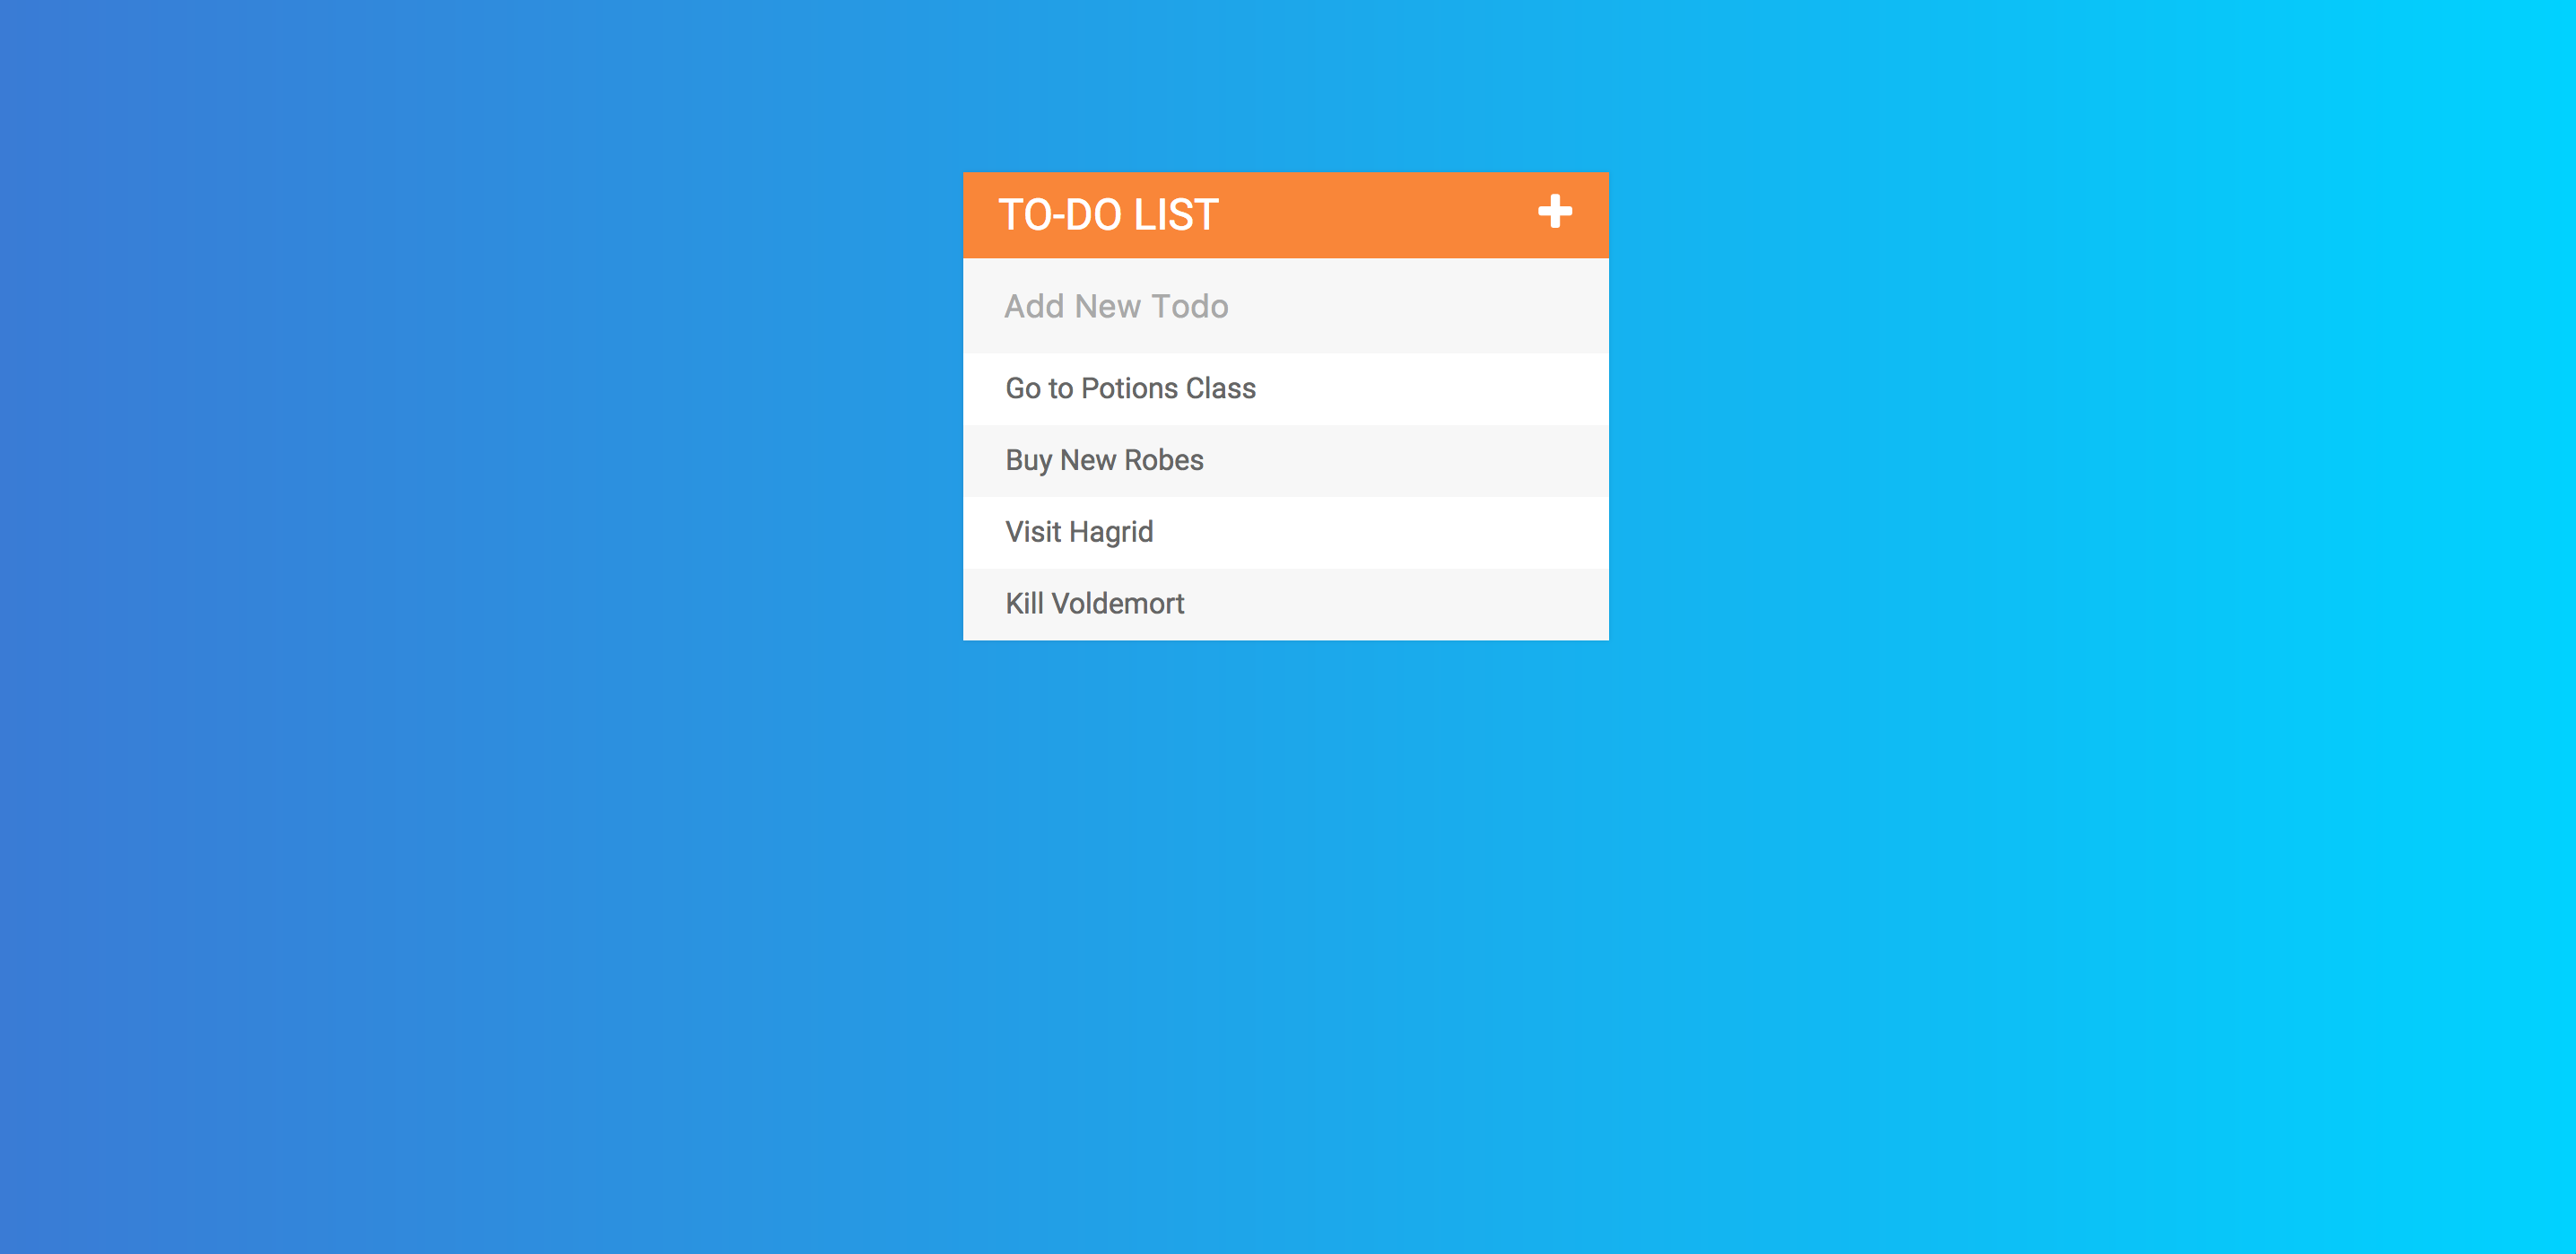 TO-DO LIST
Add New Todo
Go to Potions Class
Buy New Robes
Visit Hagrid
Kill Voldemort